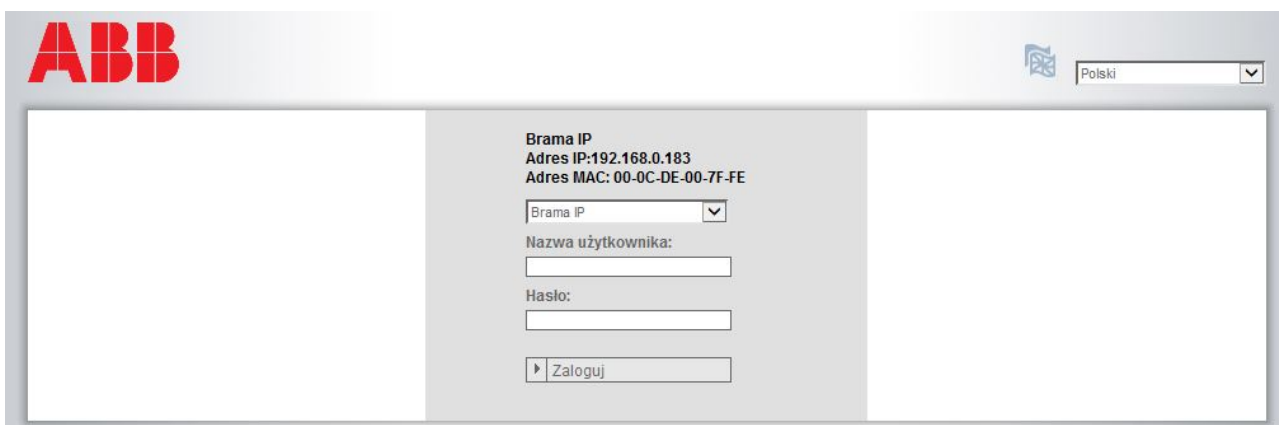 ABB
Polski
Brama IP
Adres IP:192.168.0.183
Adres MAC: 00-0C-DE-00-7F-FE
Brama IP
Nazwa użytkownika:
Hasło:
Zaloguj